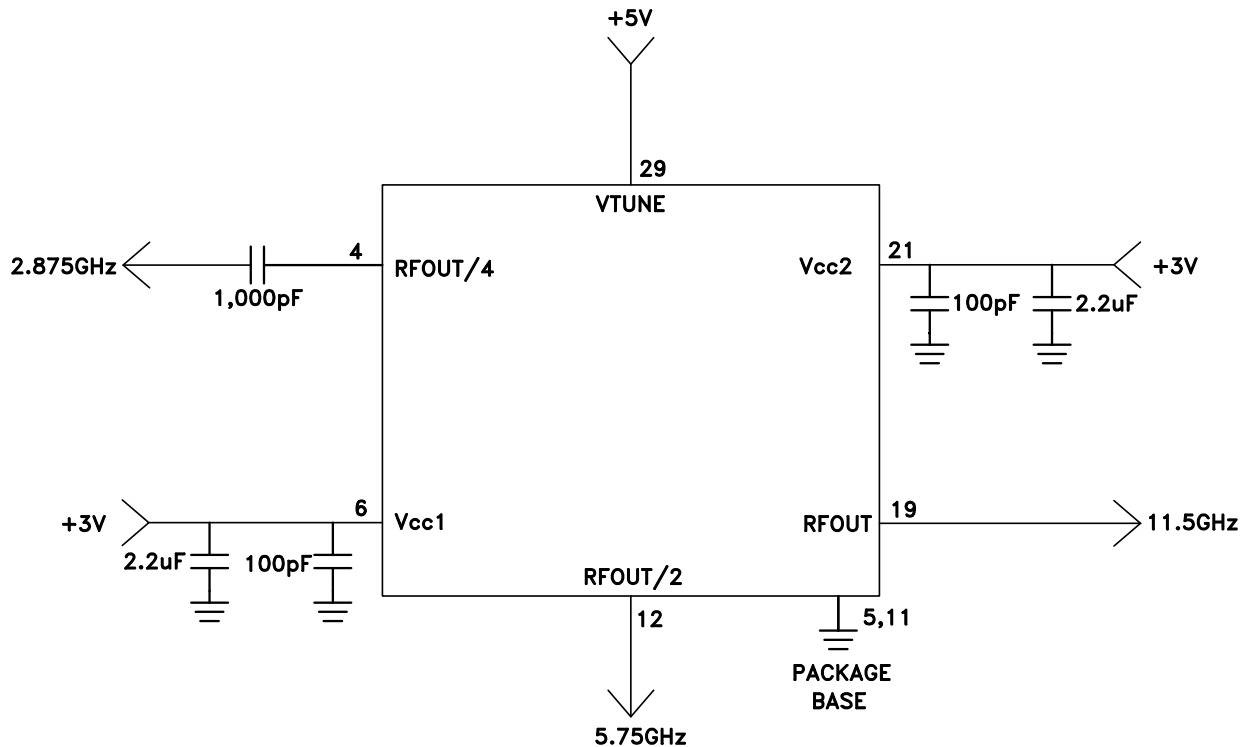 +5V
29
VTUNE
2.875GHz
4
RFOUT/4
1,000pF
21
Vcc2
+3V
100pF
2.2uF
+3V
6
Vcc1
2.2uF
100pF
19
RFOUT
11.5GHz
RFOUT/2
12
5.75GHz
5,11
PACKAGE
BASE